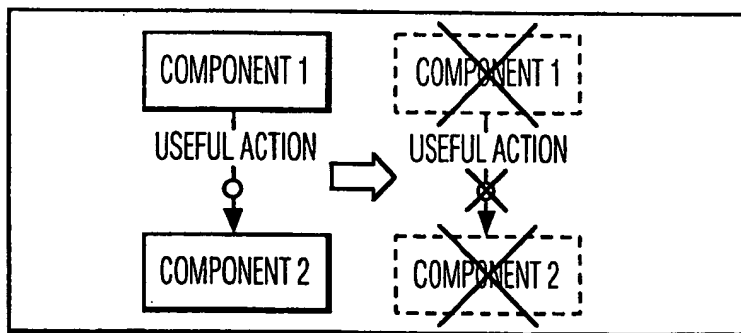 COMPONENT 1
USEFUL ACTION
COMPONENT 2
COMPONENT 1
USEFUL ACTION
COMPONENT 2